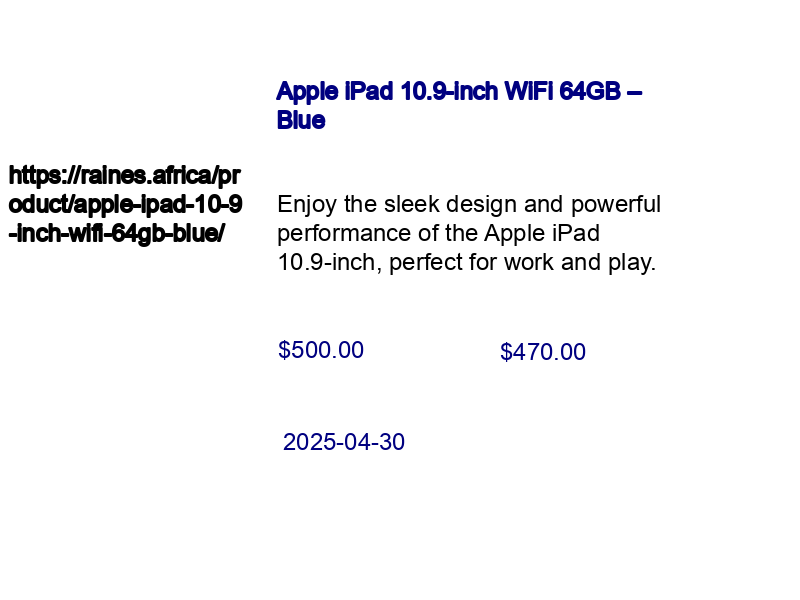 Apple iPad 10.9-inch WiFi 64GB –
Blue
https://raines.africa/pr
oduct/apple-ipad-10-9
-inch-wifi-64gb-blue/
Enjoy the sleek design and powerful
performance of the Apple iPad
10.9-inch, perfect for work and play.
$500.00
$470.00
2025-04-30